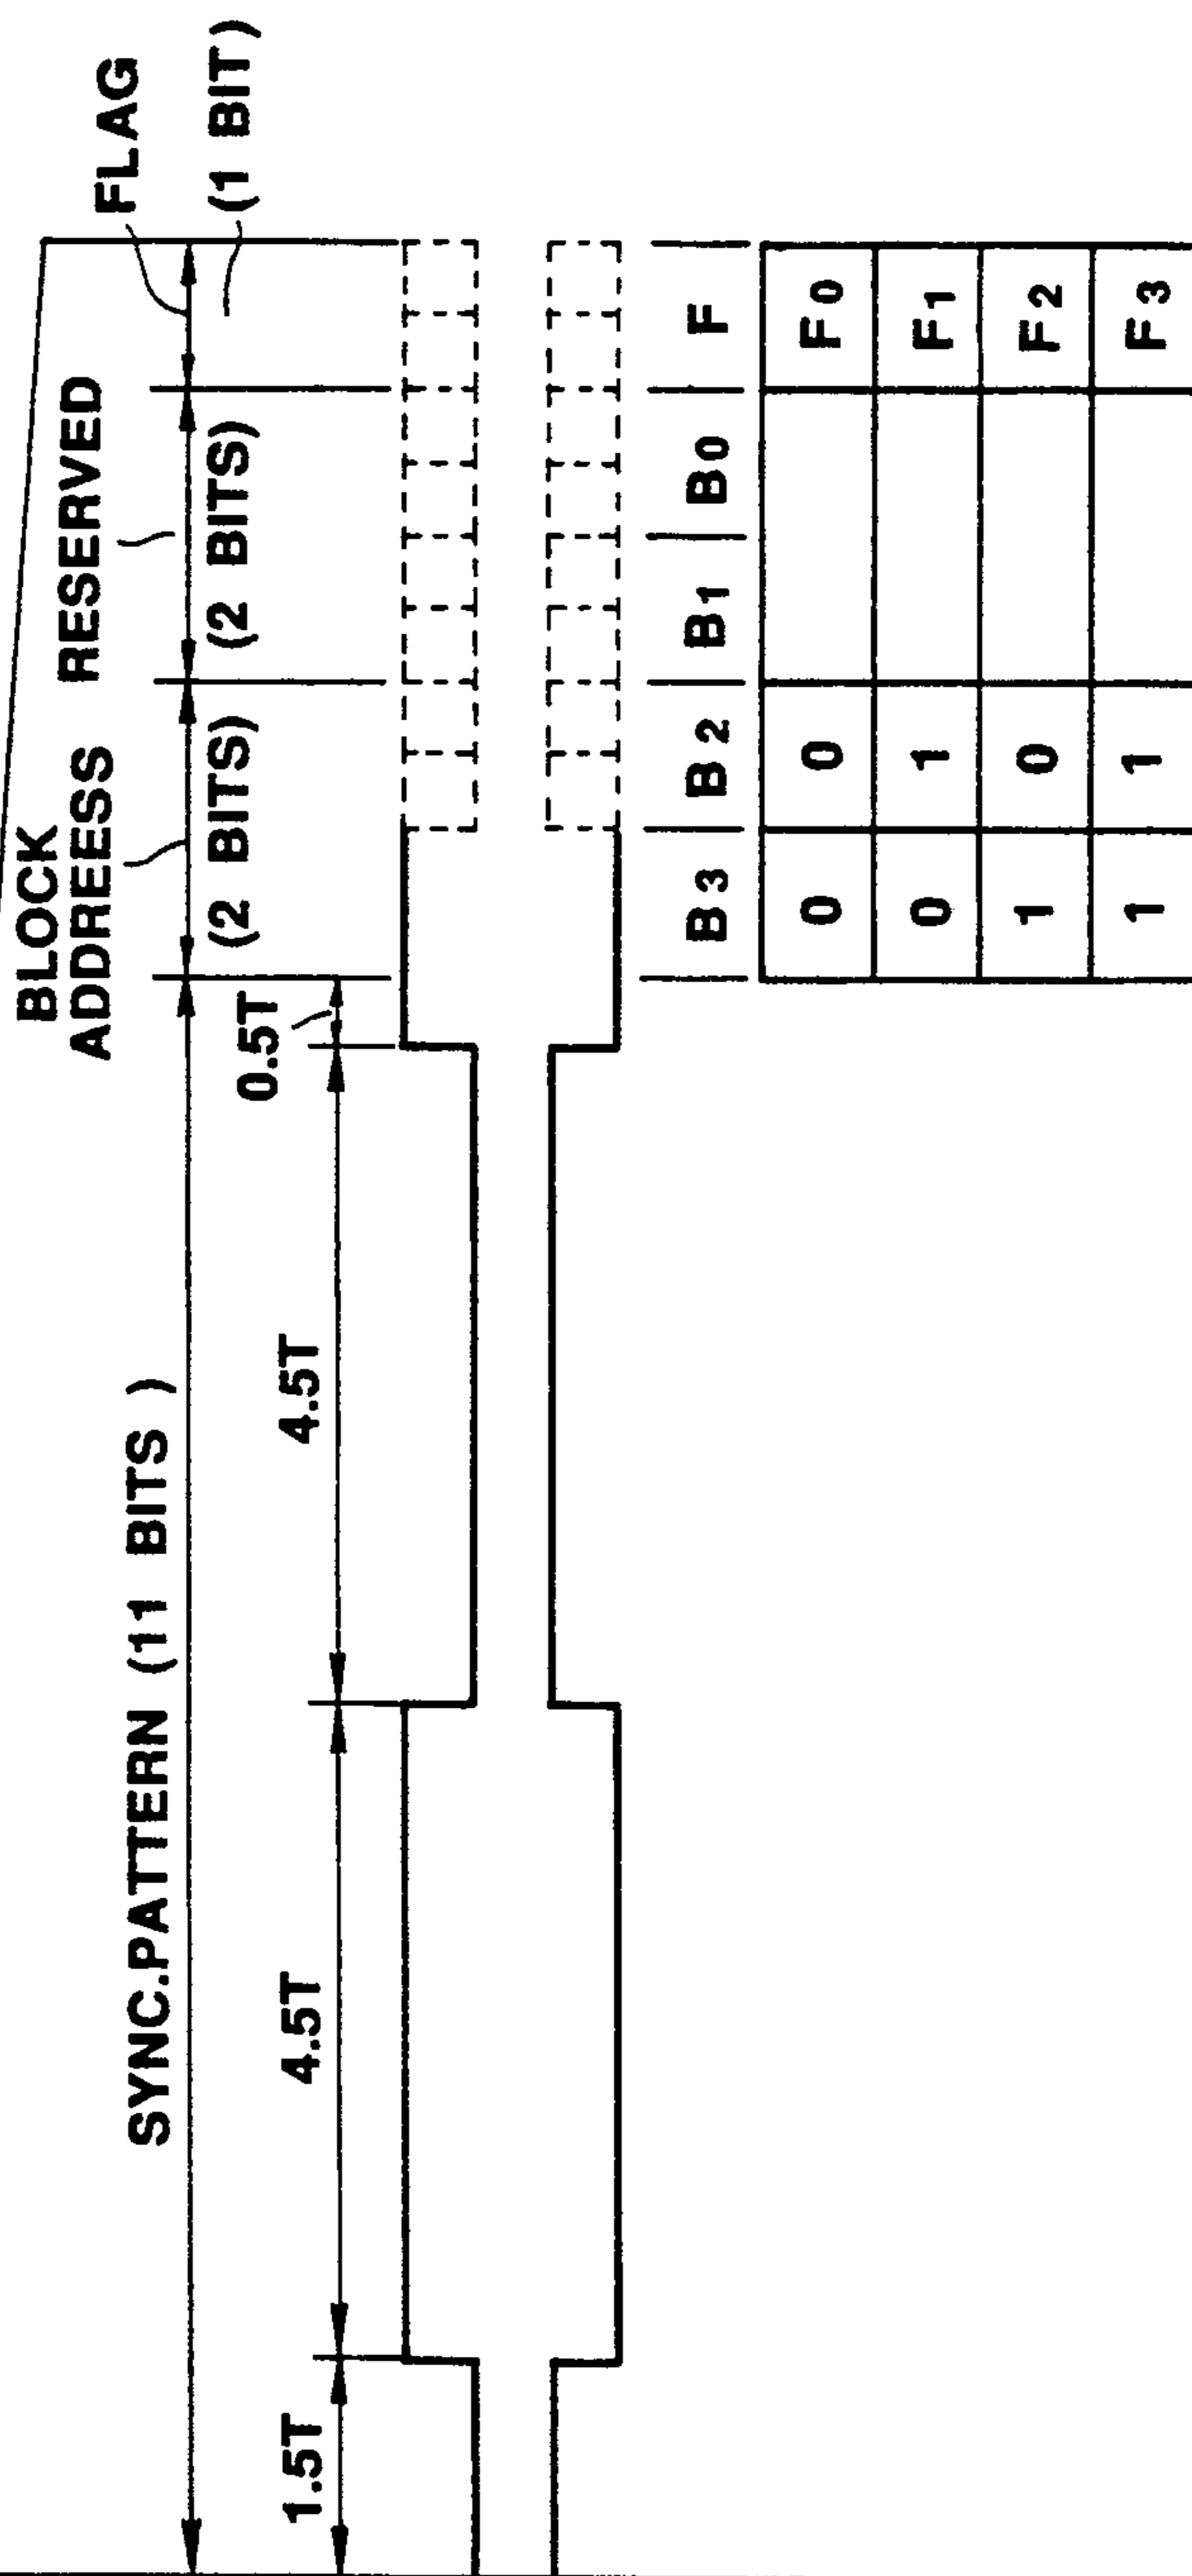 BLOCK
ADDREESS RESERVED FLAG
SYNC.PATTERN (11 BITS ) (2 BITS) (2 BITS) (1 BIT)
1.5T 4.5T 4.5T 0.5T
B3 B2 B1 B0 F
0 0 F0
0 1 F1
1 0 F2
1 1 F3